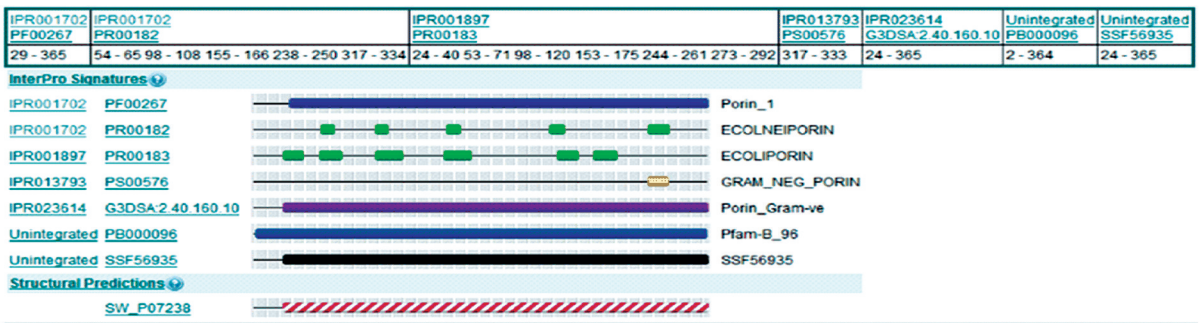 IPR001702 IPR001702 IPR001897 IPR013793 IPR023614 Unintegrated Unintegrated
PF00267 PR00182 PR00183 PS00576 G3DSA:2.40.160.10 PB000096 SSF56935
29 - 365 54 - 65 98 - 108 155 - 166 238 - 250 317 - 334 24 - 40 53 - 71 98 - 120 153 - 175 244 - 261 273 - 292 317 - 333 24 - 365 2 - 364 24 - 365
InterPro Signatures ?
IPR001702 PF00267 Porin_1
IPR001702 PR00182 ECOLNEIPORIN
IPR001897 PR00183 ECOLIPORIN
IPR013793 PS00576 GRAM_NEG_PORIN
IPR023614 G3DSA:2.40.160.10 Porin_Gram-ve
Unintegrated PB000096 Pfam-B_96
Unintegrated SSF56935 SSF56935
Structural Predictions ?
SW_P07238